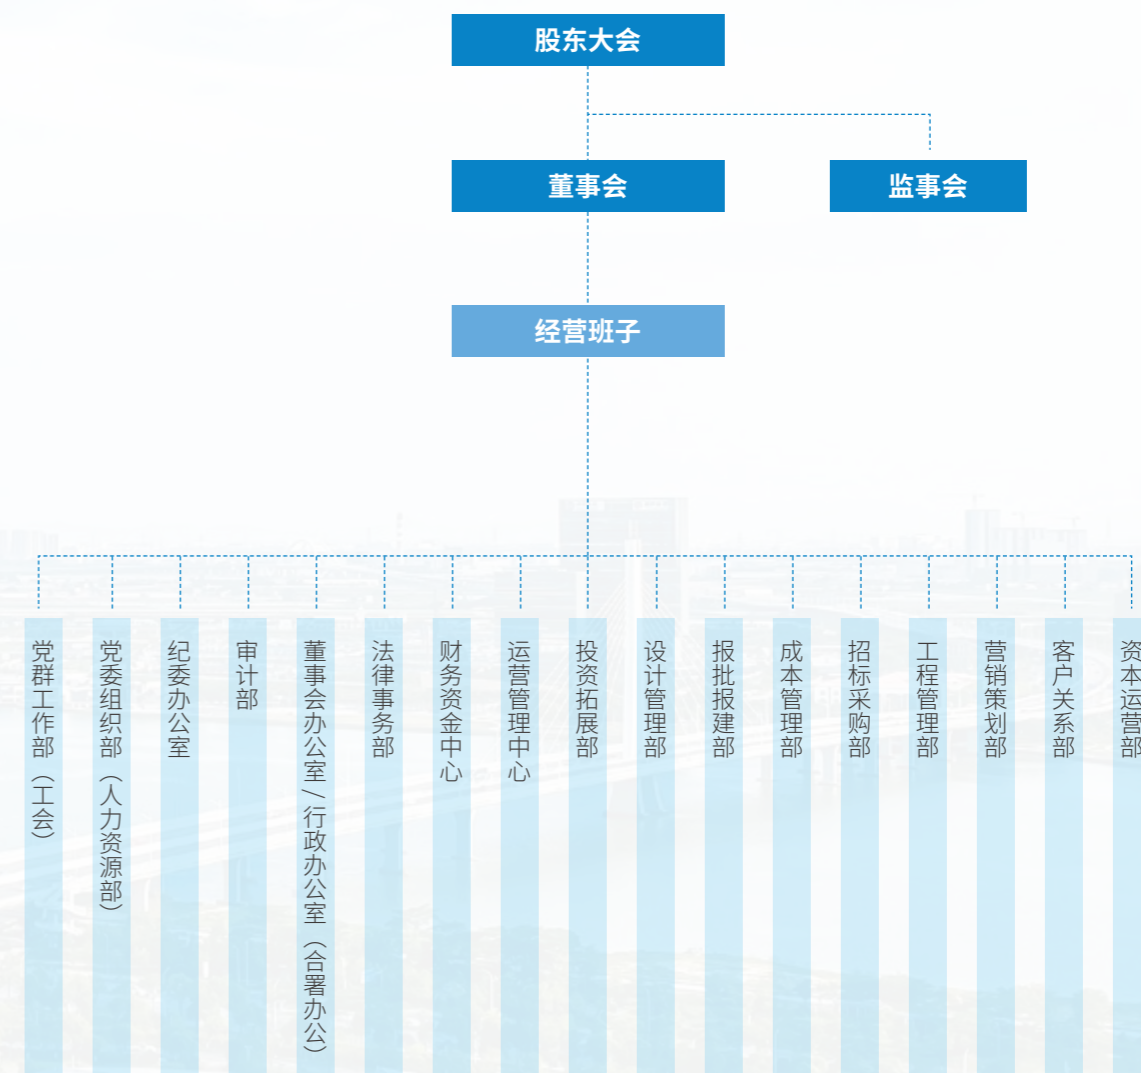 股东大会
董事会
监事会
经营班子
党群工作部（工会）
党委组织部（人力资源部）
纪委办公室
审计部
董事会办公室/行政办公室（合署办公）
法律事务部
财务资金中心
运营管理中心
投资拓展部
设计管理部
报批报建部
成本管理部
招标采购部
工程管理部
营销策划部
客户关系部
资本运营部